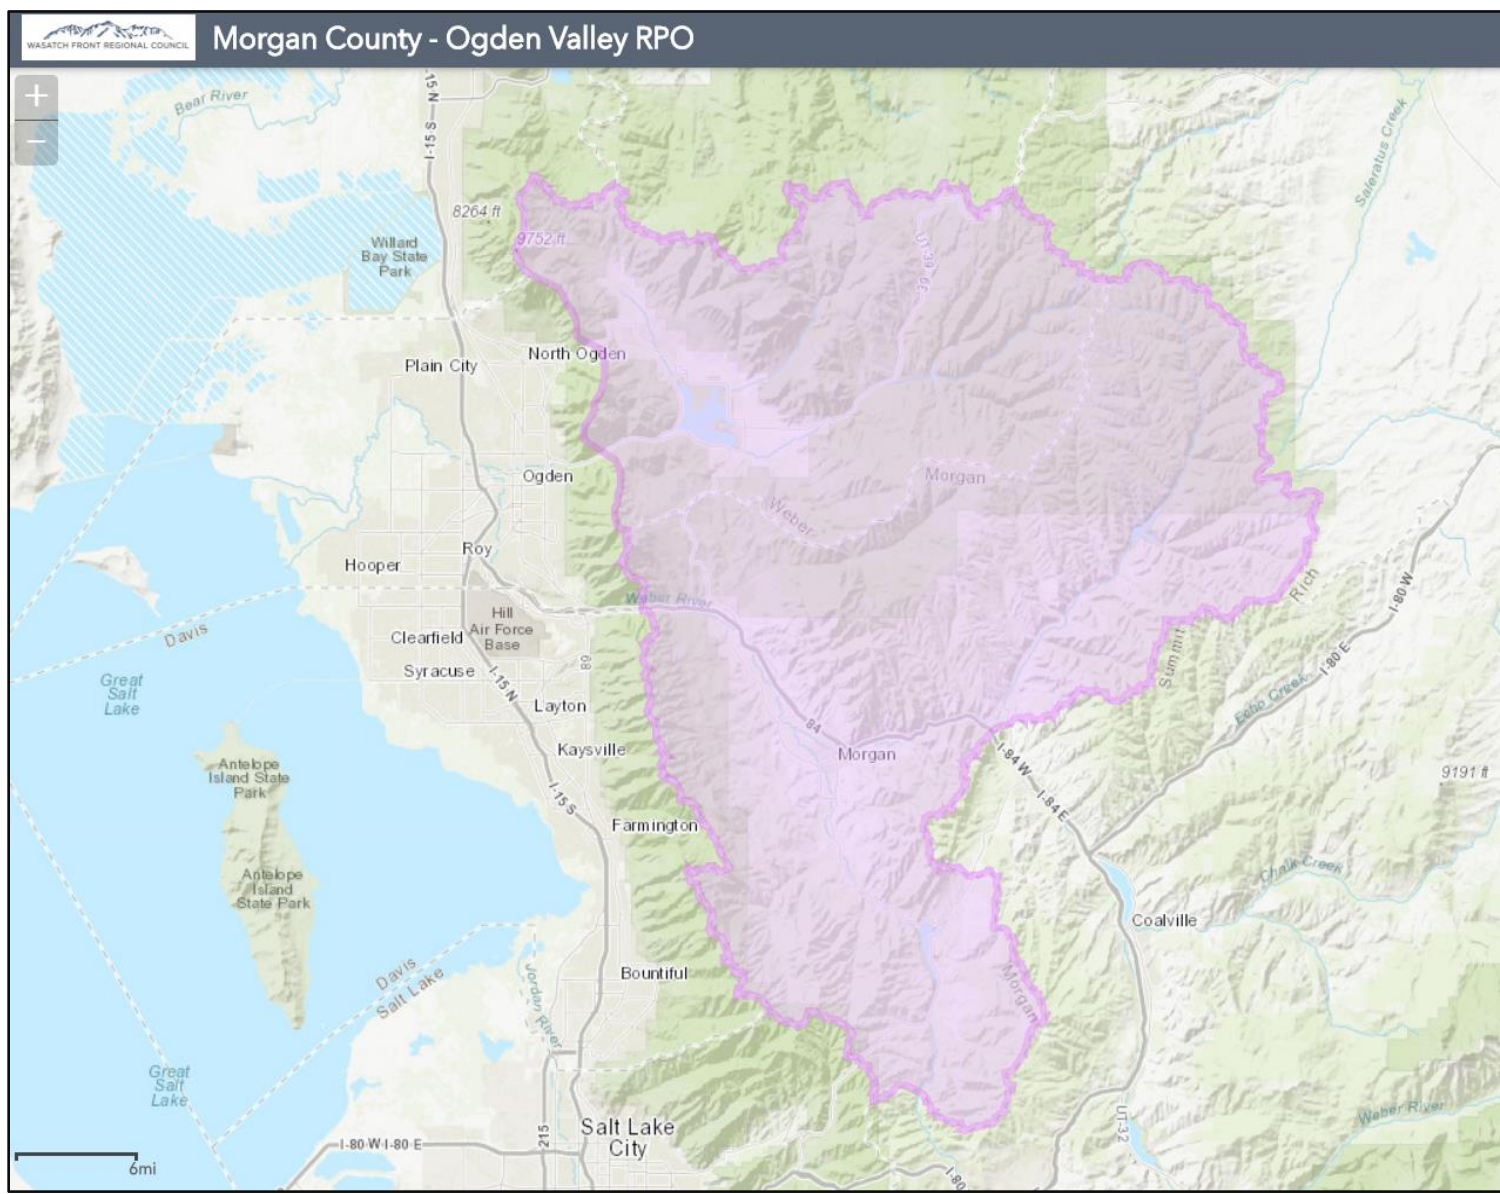 WASATCH FRONT REGIONAL COUNCIL
Morgan County - Ogden Valley RPO
+
−
Bear River
I-15 S I-15 N
Saleratus Creek
8264 ft
9752 ft
Willard
Bay State
Park
UT-39
39
North Ogden
Plain City
Ogden
Morgan
Weber
Roy
Hooper
Hill
Air Force
Base
Weber River
Rich
I-80 W
Davis
Clearfield
Syracuse
89
Summit
I-80 E
Great
Salt
Lake
I-15 N
Layton
Echo Creek
Kaysville
84
Morgan
I-84 W
I-84 E
9191 ft
Antelope
Island State
Park
I-15 S
Farmington
Antelope
Island
State Park
Chalk Creek
Coalville
Davis
Salt Lake
Jordan River
Bountiful
Morgan
Great
Salt
Lake
Weber River
UT-32
Salt Lake
City
215
I-80 W I-80 E
I-80
6mi